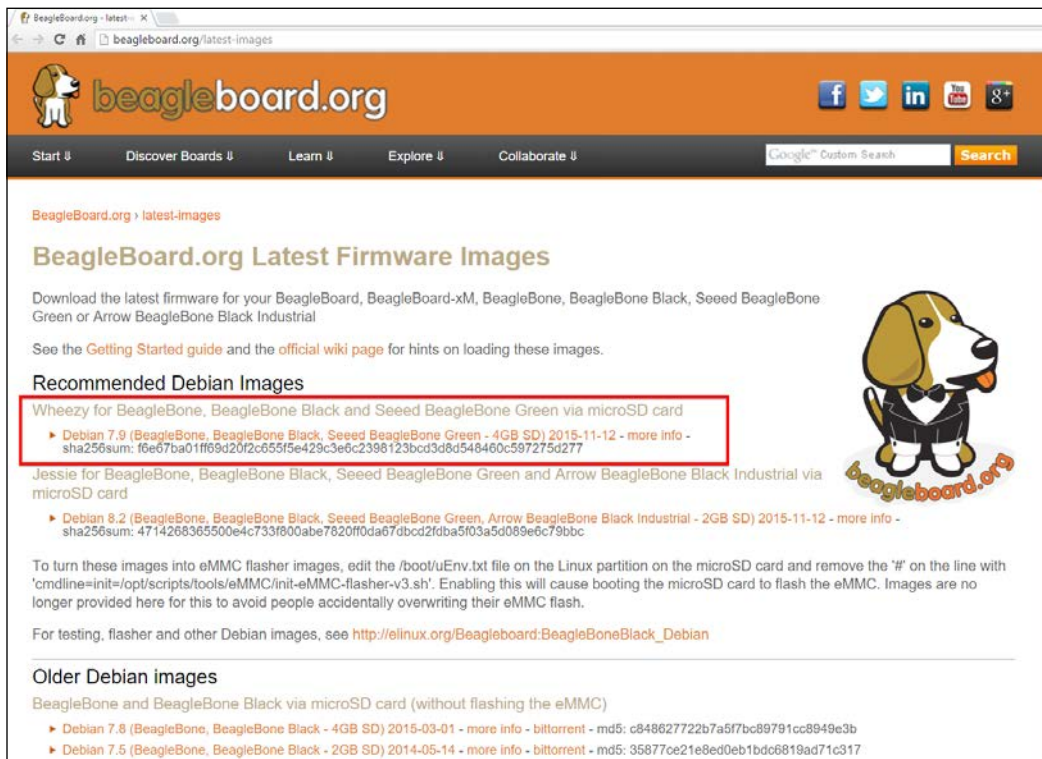 BeagleBoard.org - latest-
beagleboard.org/latest-images
beagleboard.org
You
Tube
8+
Start ⇓ Discover Boards ⇓ Learn ⇓ Explore ⇓ Collaborate ⇓
Google™ Custom Search Search
BeagleBoard.org › latest-images
BeagleBoard.org Latest Firmware Images
Download the latest firmware for your BeagleBoard, BeagleBoard-xM, BeagleBone, BeagleBone Black, Seeed BeagleBone
Green or Arrow BeagleBone Black Industrial
See the Getting Started guide and the official wiki page for hints on loading these images.
Recommended Debian Images
Wheezy for BeagleBone, BeagleBone Black and Seeed BeagleBone Green via microSD card
Debian 7.9 (BeagleBone, BeagleBone Black, Seeed BeagleBone Green - 4GB SD) 2015-11-12 - more info -
sha256sum: f6e67ba01ff69d20f2c655f5e429c3e6c2398123bcd3d8d548460c597275d277
Jessie for BeagleBone, BeagleBone Black, Seeed BeagleBone Green and Arrow BeagleBone Black Industrial via
microSD card
Debian 8.2 (BeagleBone, BeagleBone Black, Seeed BeagleBone Green, Arrow BeagleBone Black Industrial - 2GB SD) 2015-11-12 - more info -
sha256sum: 4714268365500e4c733f800abe7820ff0da67dbcd2fdba5f03a5d089e6c79bbc
beagleboard.org
To turn these images into eMMC flasher images, edit the /boot/uEnv.txt file on the Linux partition on the microSD card and remove the '#' on the line with
'cmdline=init=/opt/scripts/tools/eMMC/init-eMMC-flasher-v3.sh'. Enabling this will cause booting the microSD card to flash the eMMC. Images are no
longer provided here for this to avoid people accidentally overwriting their eMMC flash.
For testing, flasher and other Debian images, see http://elinux.org/Beagleboard:BeagleBoneBlack_Debian
Older Debian images
BeagleBone and BeagleBone Black via microSD card (without flashing the eMMC)
Debian 7.8 (BeagleBone, BeagleBone Black - 4GB SD) 2015-03-01 - more info - bittorrent - md5: c848627722b7a5f7bc89791cc8949e3b
Debian 7.5 (BeagleBone, BeagleBone Black - 2GB SD) 2014-05-14 - more info - bittorrent - md5: 35877ce21e8ed0eb1bdc6819ad71c317